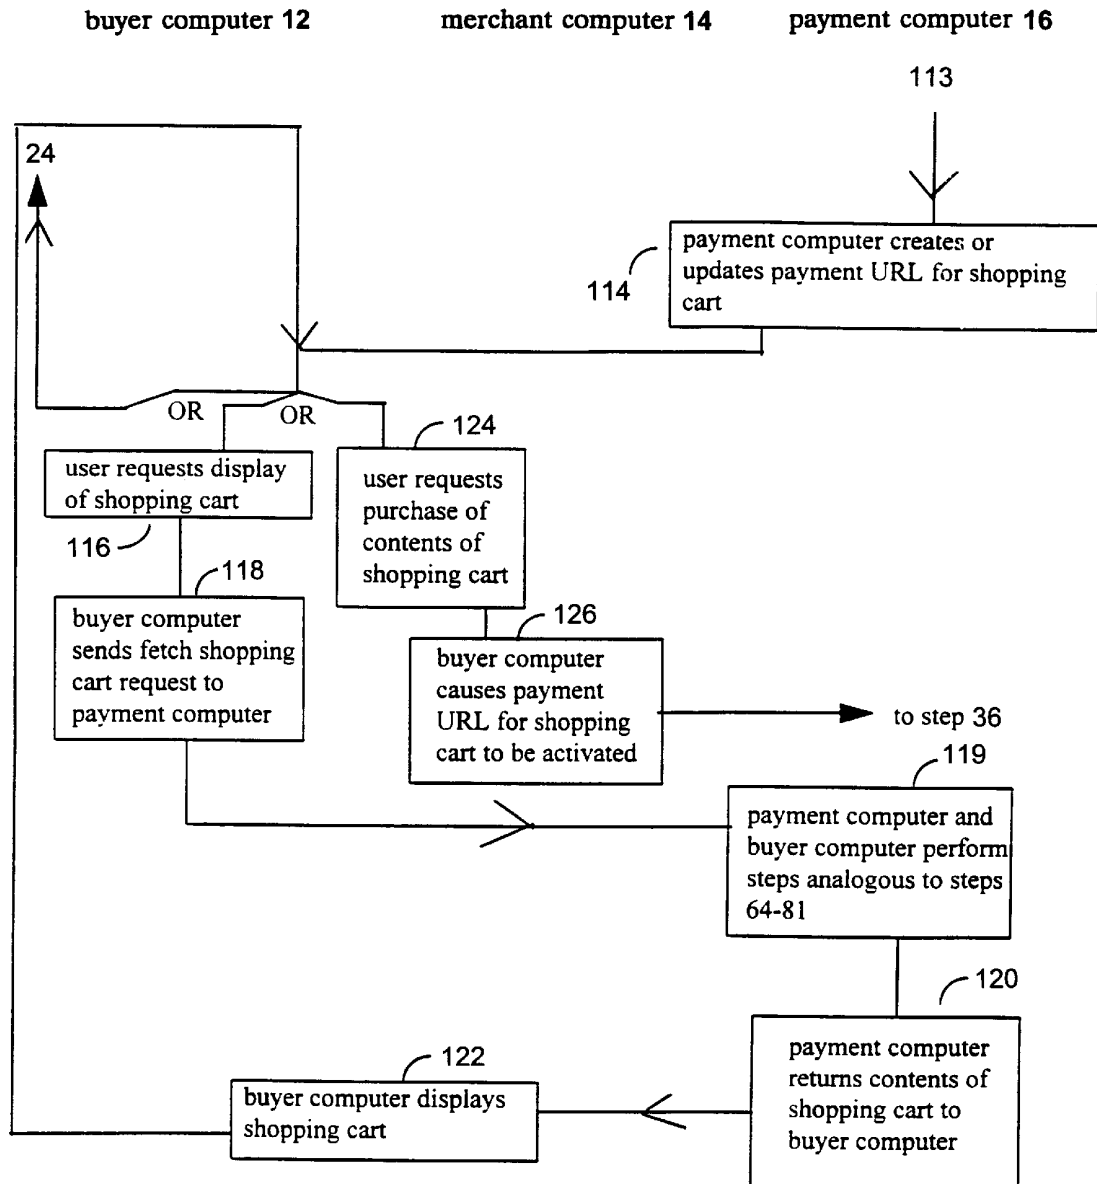 buyer computer 12
merchant computer 14
payment computer 16
113
24
payment computer creates or
updates payment URL for shopping
cart
114
OR
OR
124
user requests display
of shopping cart
116
user requests
purchase of
contents of
shopping cart
118
buyer computer
sends fetch shopping
cart request to
payment computer
126
buyer computer
causes payment
URL for shopping
cart to be activated
to step 36
119
payment computer and
buyer computer perform
steps analogous to steps
64-81
120
payment computer
returns contents of
shopping cart to
buyer computer
122
buyer computer displays
shopping cart